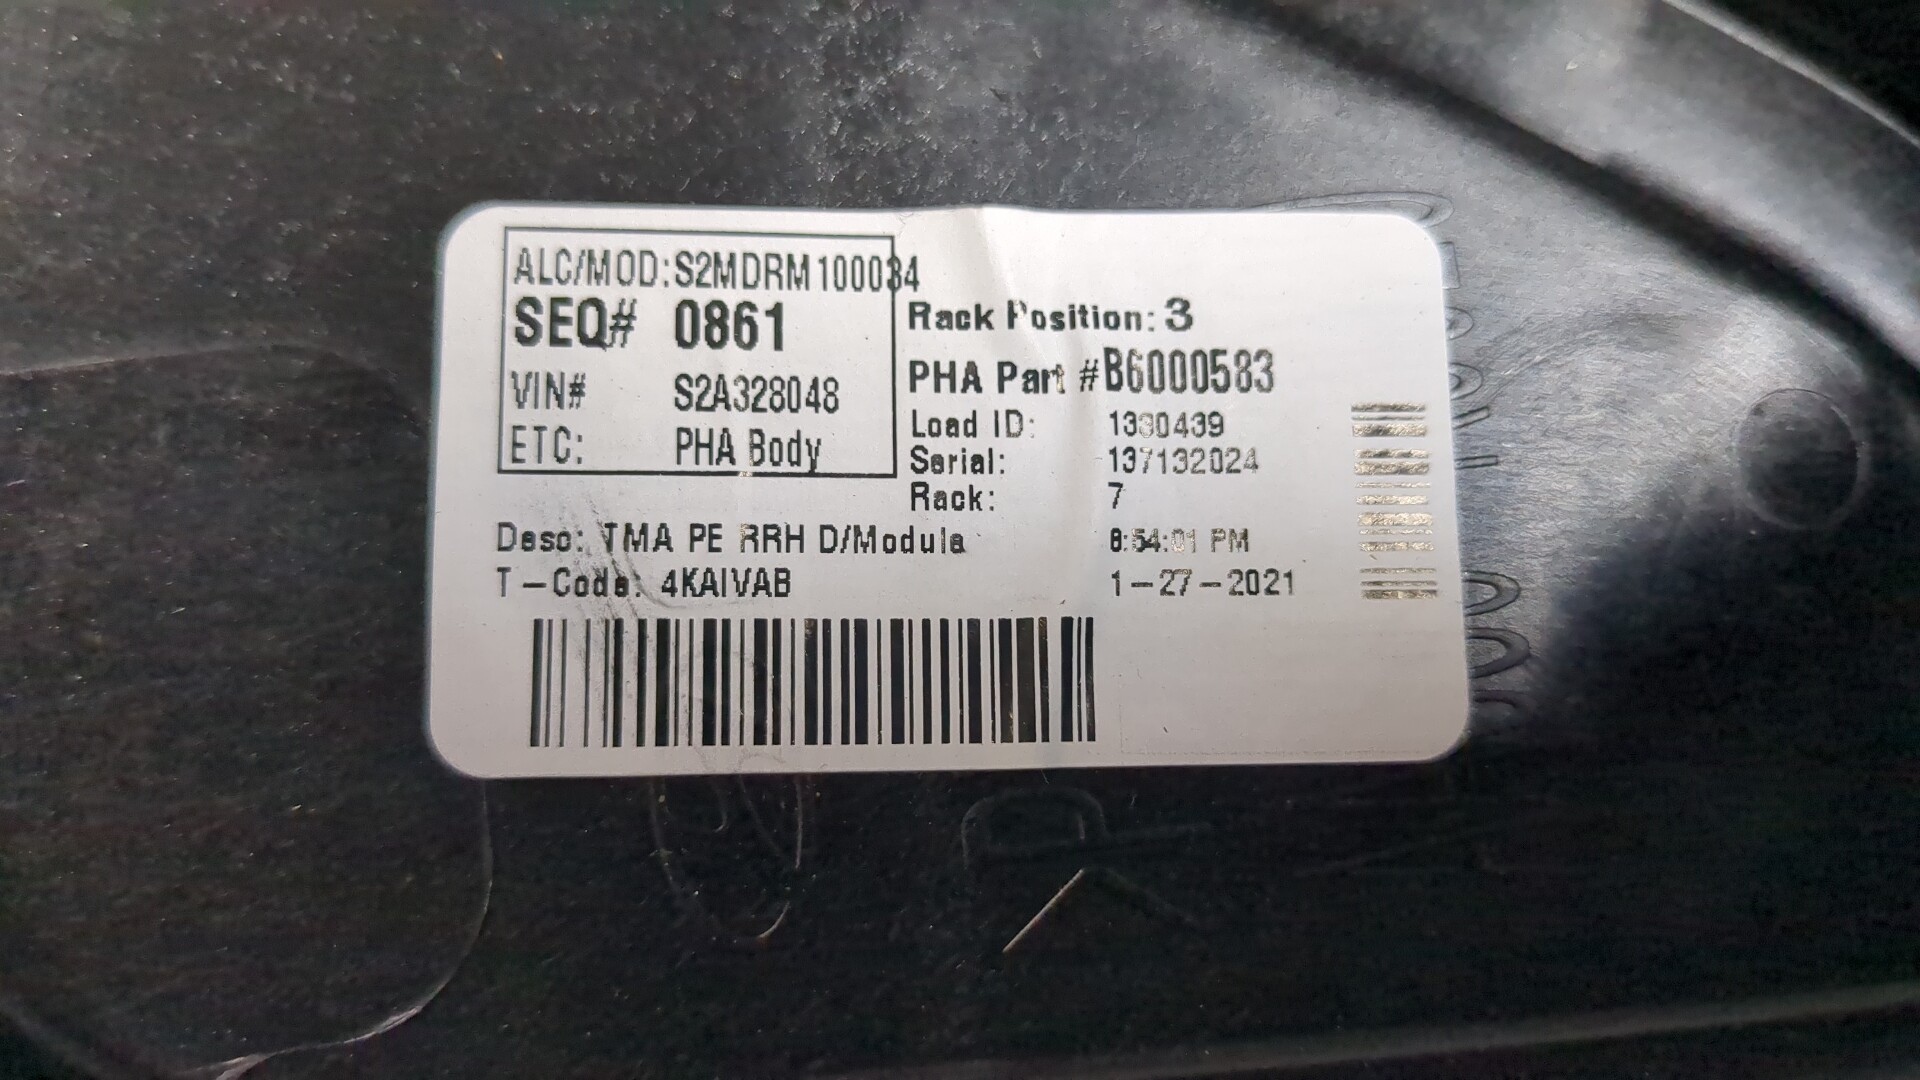 ALC/MOD: S2MDRM100034
SEQ# 0861
VIN# S2A328048
ETC: PHA Body
Rack Position: 3
PHA Part # B6000583
Load ID: 1330439
Serial: 137132024
Rack: 7
Desc: TMA PE RRH D/Module 8:54:01 PM
T-Code: 4KAIVAB 1-27-2021